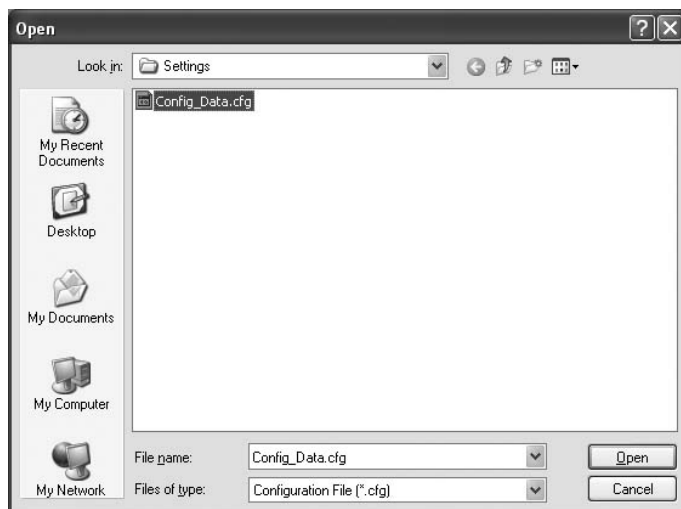 Open
Look in: Settings
Config_Data.cfg
My Recent
Documents
Desktop
My Documents
My Computer
My Network
File name: Config_Data.cfg Open
Files of type: Configuration File (*.cfg) Cancel